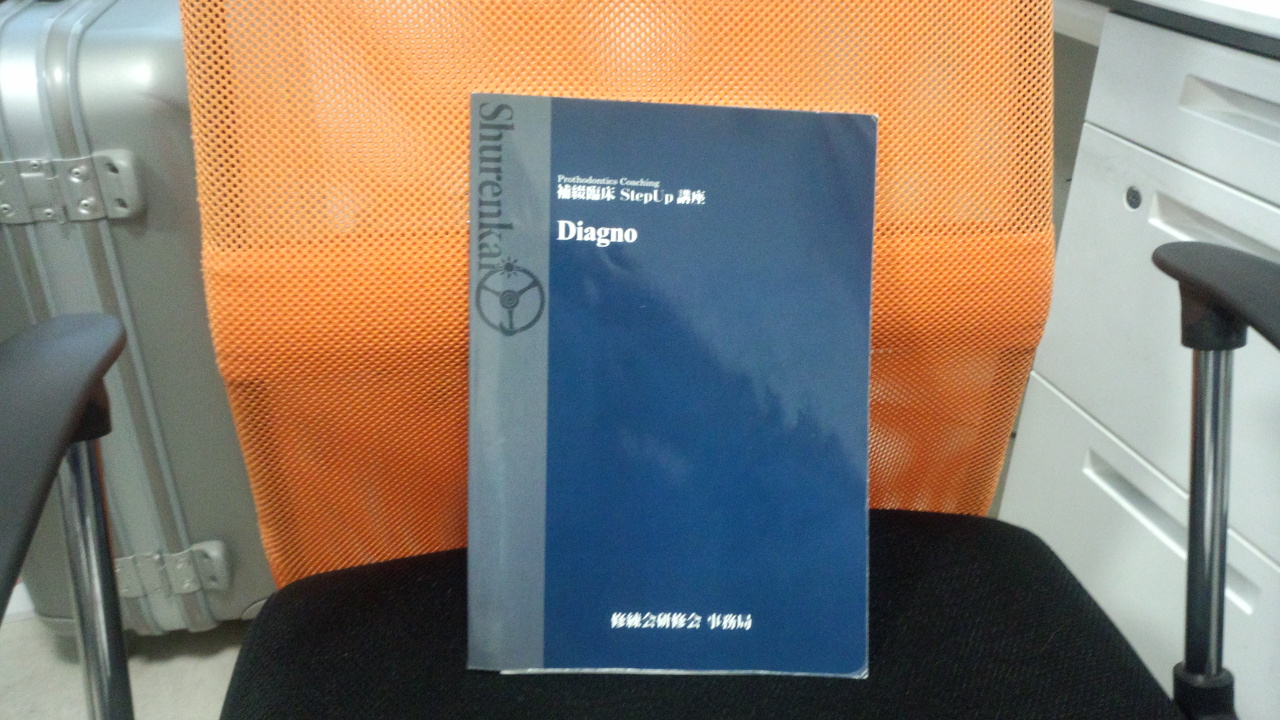 Shurenkai
Prothodontics Coaching
補綴臨床 StepUp 講座
Diagno
修練会研修会 事務局